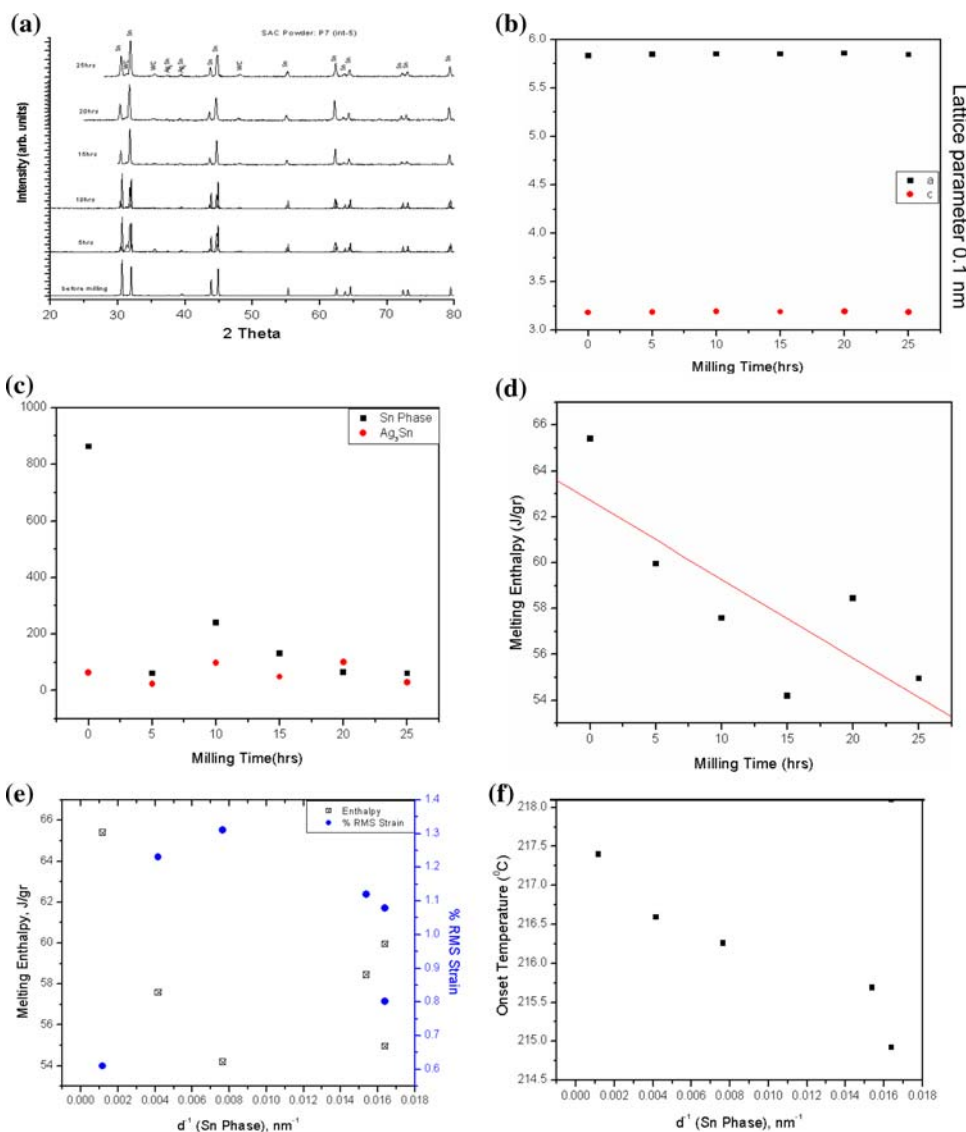 (a)
SAC Powder: P7 (int-5)
25hrs
20hrs
15hrs
10hrs
5hrs
before milling
Intensity (arb. units)
20 30 40 50 60 70 80
2 Theta
(b)
6.0
5.5
5.0
4.5
4.0
3.5
3.0
a
c
Lattice parameter 0.1 nm
0 5 10 15 20 25
Milling Time(hrs)
(c)
1000
800
600
400
200
0
Sn Phase
Ag3Sn
0 5 10 15 20 25
Milling Time(hrs)
(d)
66
64
62
60
58
56
54
Melting Enthalpy (J/gr)
0 5 10 15 20 25
Milling Time (hrs)
(e)
66
64
62
60
58
56
54
Melting Enthalpy, J/gr
Enthalpy
% RMS Strain
1.4
1.3
1.2
1.1
1.0
0.9
0.8
0.7
0.6
% RMS Strain
0.000 0.002 0.004 0.006 0.008 0.010 0.012 0.014 0.016 0.018
d-1 (Sn Phase), nm-1
(f)
218.0
217.5
217.0
216.5
216.0
215.5
215.0
214.5
Onset Temperature (0C)
0.000 0.002 0.004 0.006 0.008 0.010 0.012 0.014 0.016 0.018
d-1 (Sn Phase), nm-1